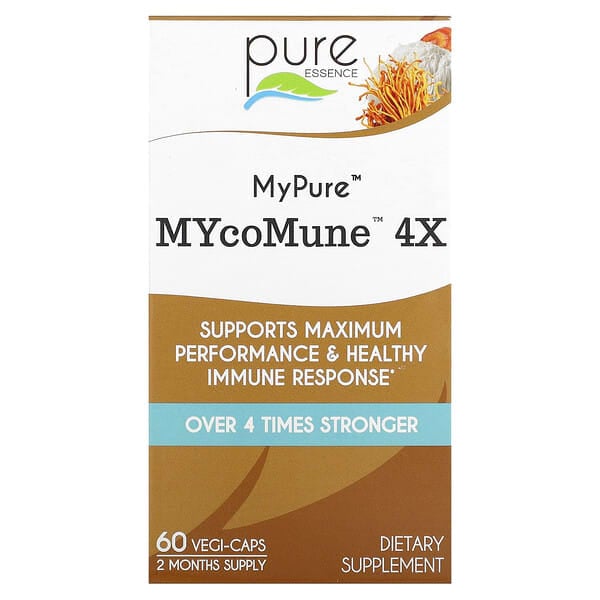 pure
ESSENCE
MyPure™
MYcoMune™ 4X
SUPPORTS MAXIMUM
PERFORMANCE & HEALTHY
IMMUNE RESPONSE*
OVER 4 TIMES STRONGER
60 VEGI-CAPS
2 MONTHS SUPPLY
DIETARY
SUPPLEMENT